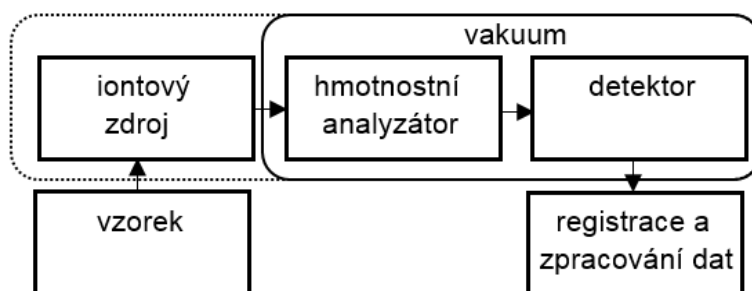 vakuum
iontový
zdroj
hmotnostní
analyzátor
detektor
vzorek
registrace a
zpracování dat